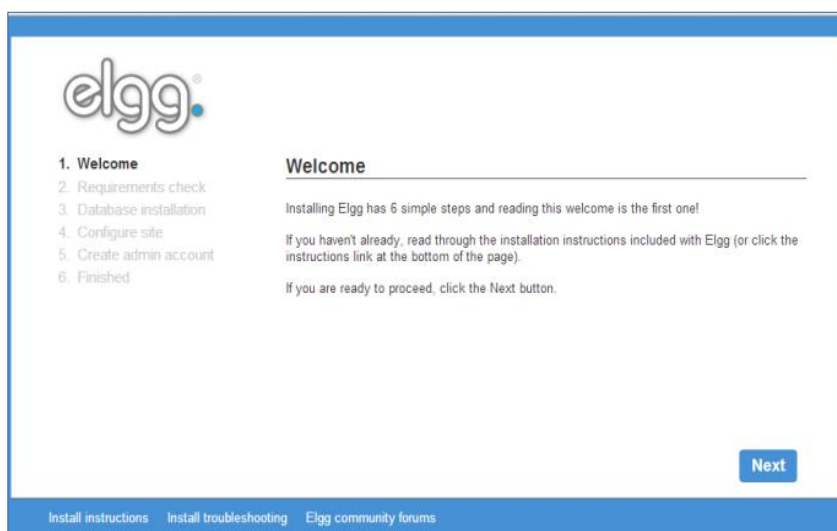 elgg.®
1. Welcome
2. Requirements check
3. Database installation
4. Configure site
5. Create admin account
6. Finished
Welcome
Installing Elgg has 6 simple steps and reading this welcome is the first one!
If you haven't already, read through the installation instructions included with Elgg (or click the
instructions link at the bottom of the page).
If you are ready to proceed, click the Next button.
Next
Install instructions Install troubleshooting Elgg community forums